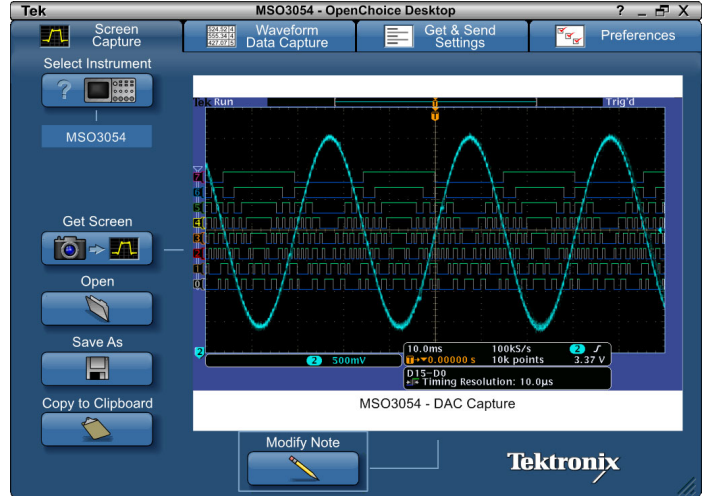 Tek MSO3054 - OpenChoice Desktop ? X
Screen Capture
Waveform Data Capture
Get & Send Settings
Preferences
Select Instrument
?
MSO3054
Get Screen
Open
Save As
Copy to Clipboard
Tek Run Trig'd
2 500mV
10.0ms 100kS/s 2
0.00000 s 10k points 3.37 V
D15-D0
Timing Resolution: 10.0µs
MSO3054 - DAC Capture
Modify Note
Tektronix